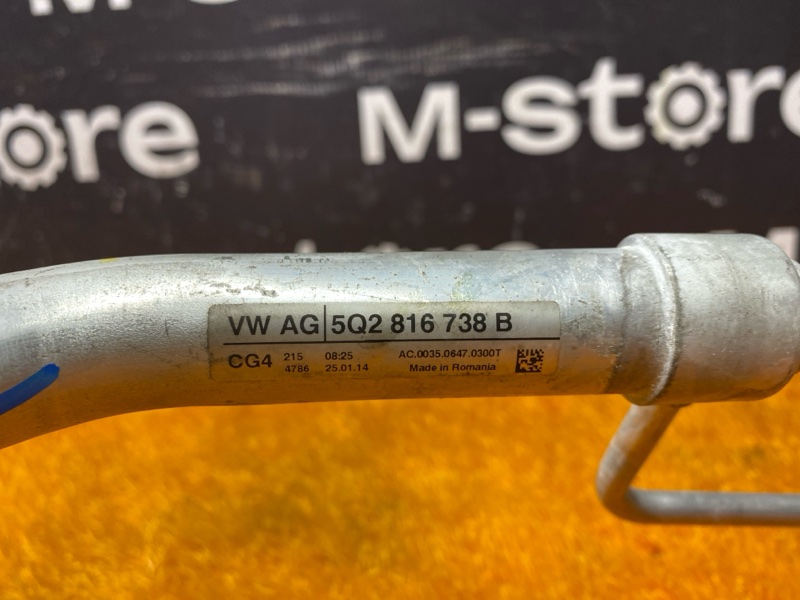 ore M-store
VW AG 5Q2 816 738 B
CG4 215 08:25 AC.0035.0647.0300T
4786 25.01.14 Made in Romania